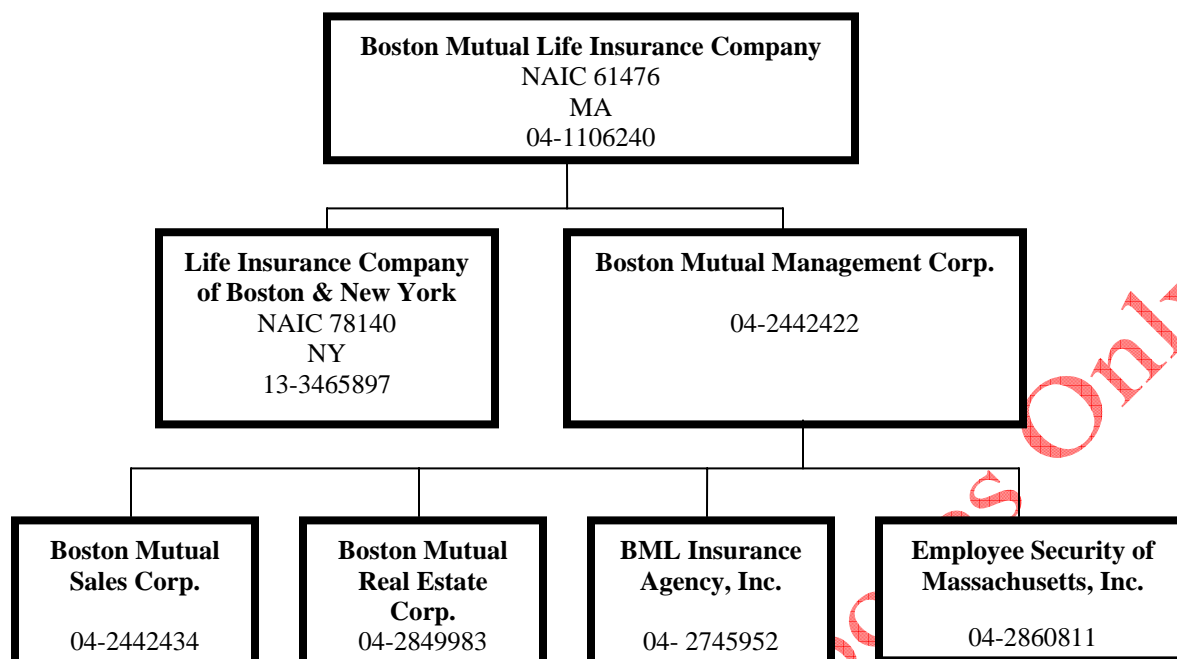 Boston Mutual Life Insurance Company
NAIC 61476
MA
04-1106240
Life Insurance Company
of Boston & New York
NAIC 78140
NY
13-3465897
Boston Mutual Management Corp.
04-2442422
Boston Mutual
Sales Corp.
04-2442434
Boston Mutual
Real Estate
Corp.
04-2849983
BML Insurance
Agency, Inc.
04- 2745952
Employee Security of
Massachusetts, Inc.
04-2860811
Only